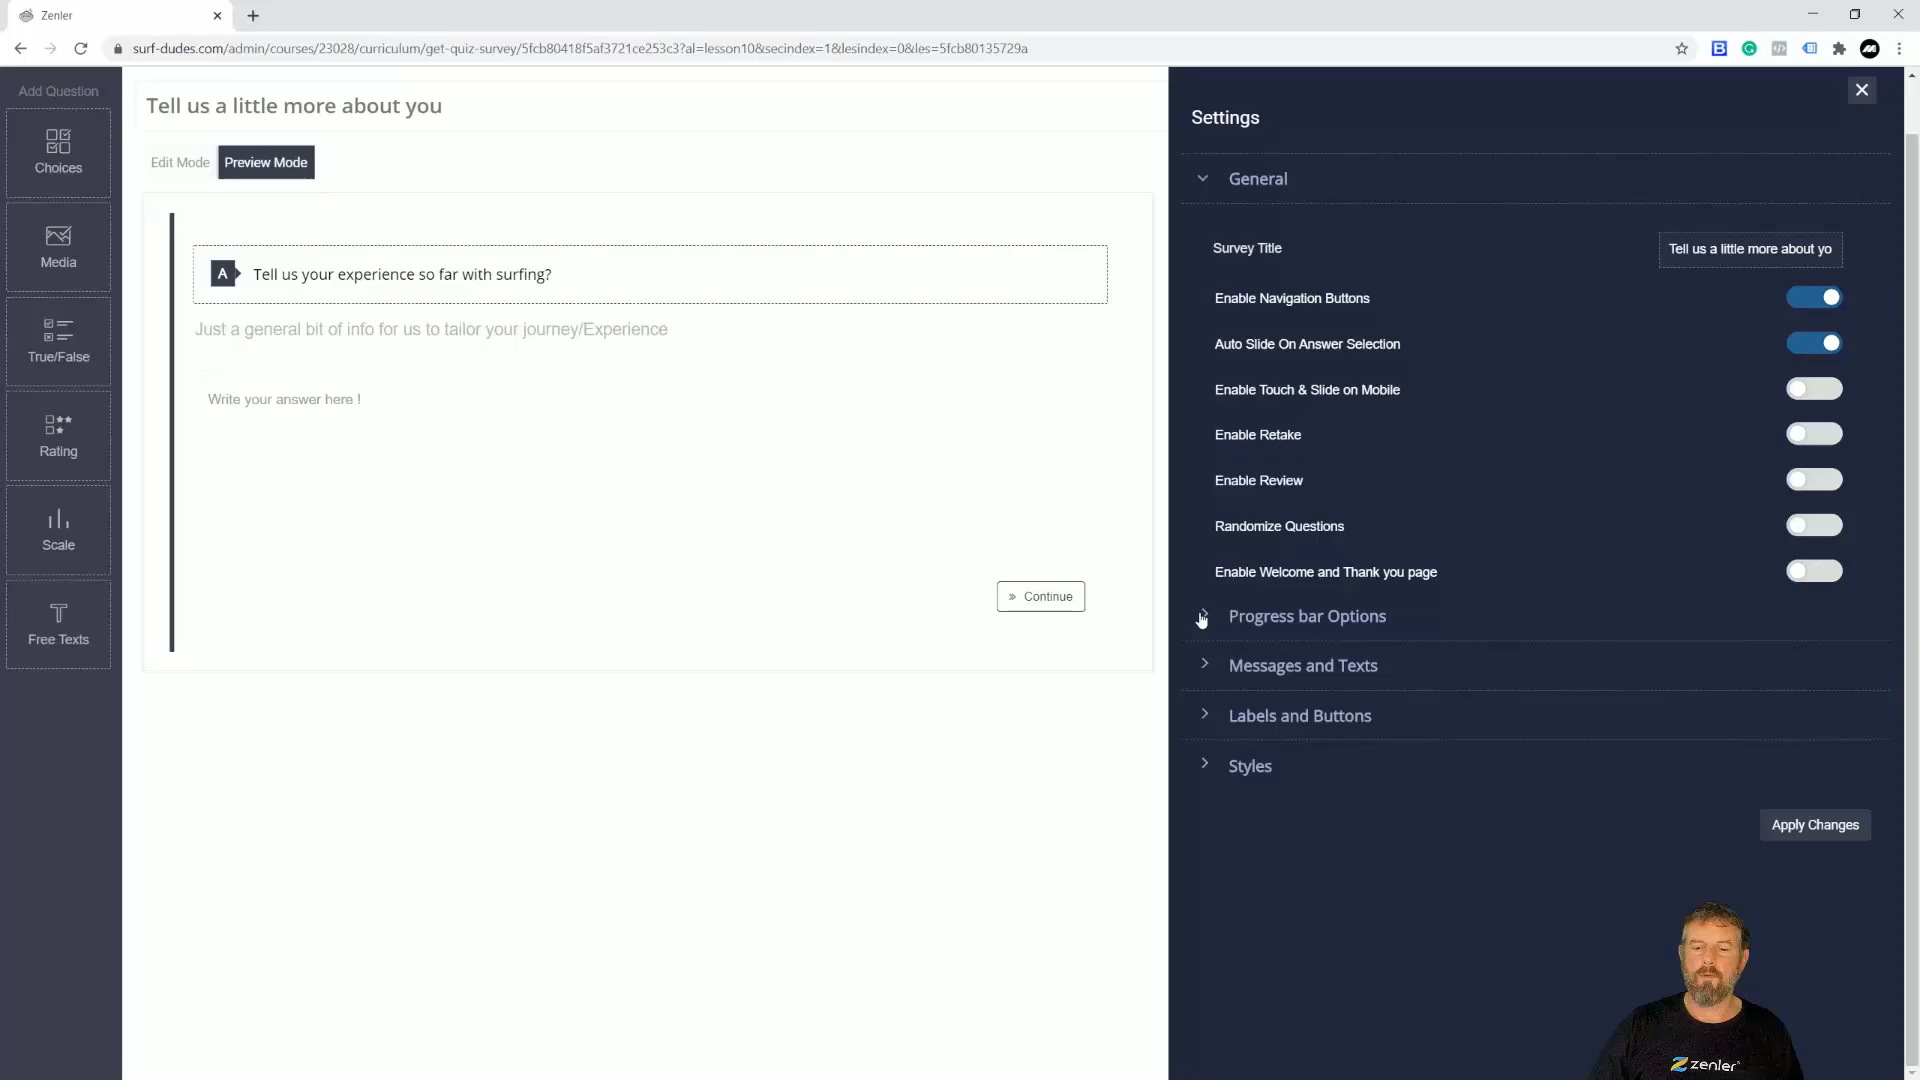 Zenler
surf-dudes.com/admin/courses/23028/curriculum/get-quiz-survey/5fcb80418f5af3721ce253c3?al=lesson10&secindex=1&lesindex=0&les=5fcb80135729a
Add Question
Choices
Media
True/False
Rating
Scale
Free Texts
Tell us a little more about you
Edit Mode
Preview Mode
A
Tell us your experience so far with surfing?
Just a general bit of info for us to tailor your journey/Experience
Write your answer here !
» Continue
Settings
General
Survey Title
Tell us a little more about yo
Enable Navigation Buttons
Auto Slide On Answer Selection
Enable Touch & Slide on Mobile
Enable Retake
Enable Review
Randomize Questions
Enable Welcome and Thank you page
Progress bar Options
Messages and Texts
Labels and Buttons
Styles
Apply Changes
zenler